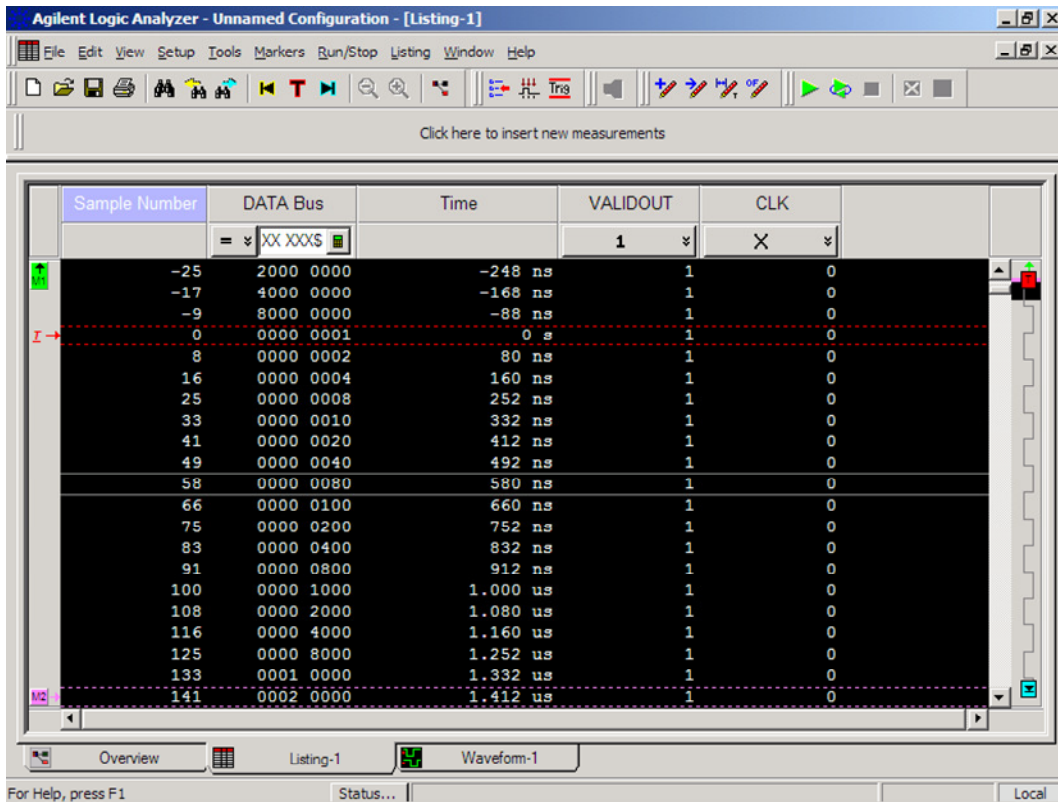 Agilent Logic Analyzer - Unnamed Configuration - [Listing-1]
File Edit View Setup Tools Markers Run/Stop Listing Window Help
T Trig OF
Click here to insert new measurements
Sample Number DATA Bus Time VALIDOUT CLK
= XX XXX$ 1 X
M1 -25 2000 0000 -248 ns 1 0 T
-17 4000 0000 -168 ns 1 0
-9 8000 0000 -88 ns 1 0
T 0 0000 0001 0 s 1 0
8 0000 0002 80 ns 1 0
16 0000 0004 160 ns 1 0
25 0000 0008 252 ns 1 0
33 0000 0010 332 ns 1 0
41 0000 0020 412 ns 1 0
49 0000 0040 492 ns 1 0
58 0000 0080 580 ns 1 0
66 0000 0100 660 ns 1 0
75 0000 0200 752 ns 1 0
83 0000 0400 832 ns 1 0
91 0000 0800 912 ns 1 0
100 0000 1000 1.000 us 1 0
108 0000 2000 1.080 us 1 0
116 0000 4000 1.160 us 1 0
125 0000 8000 1.252 us 1 0
133 0001 0000 1.332 us 1 0
M2 141 0002 0000 1.412 us 1 0
Overview Listing-1 Waveform-1
For Help, press F1 Status... Local